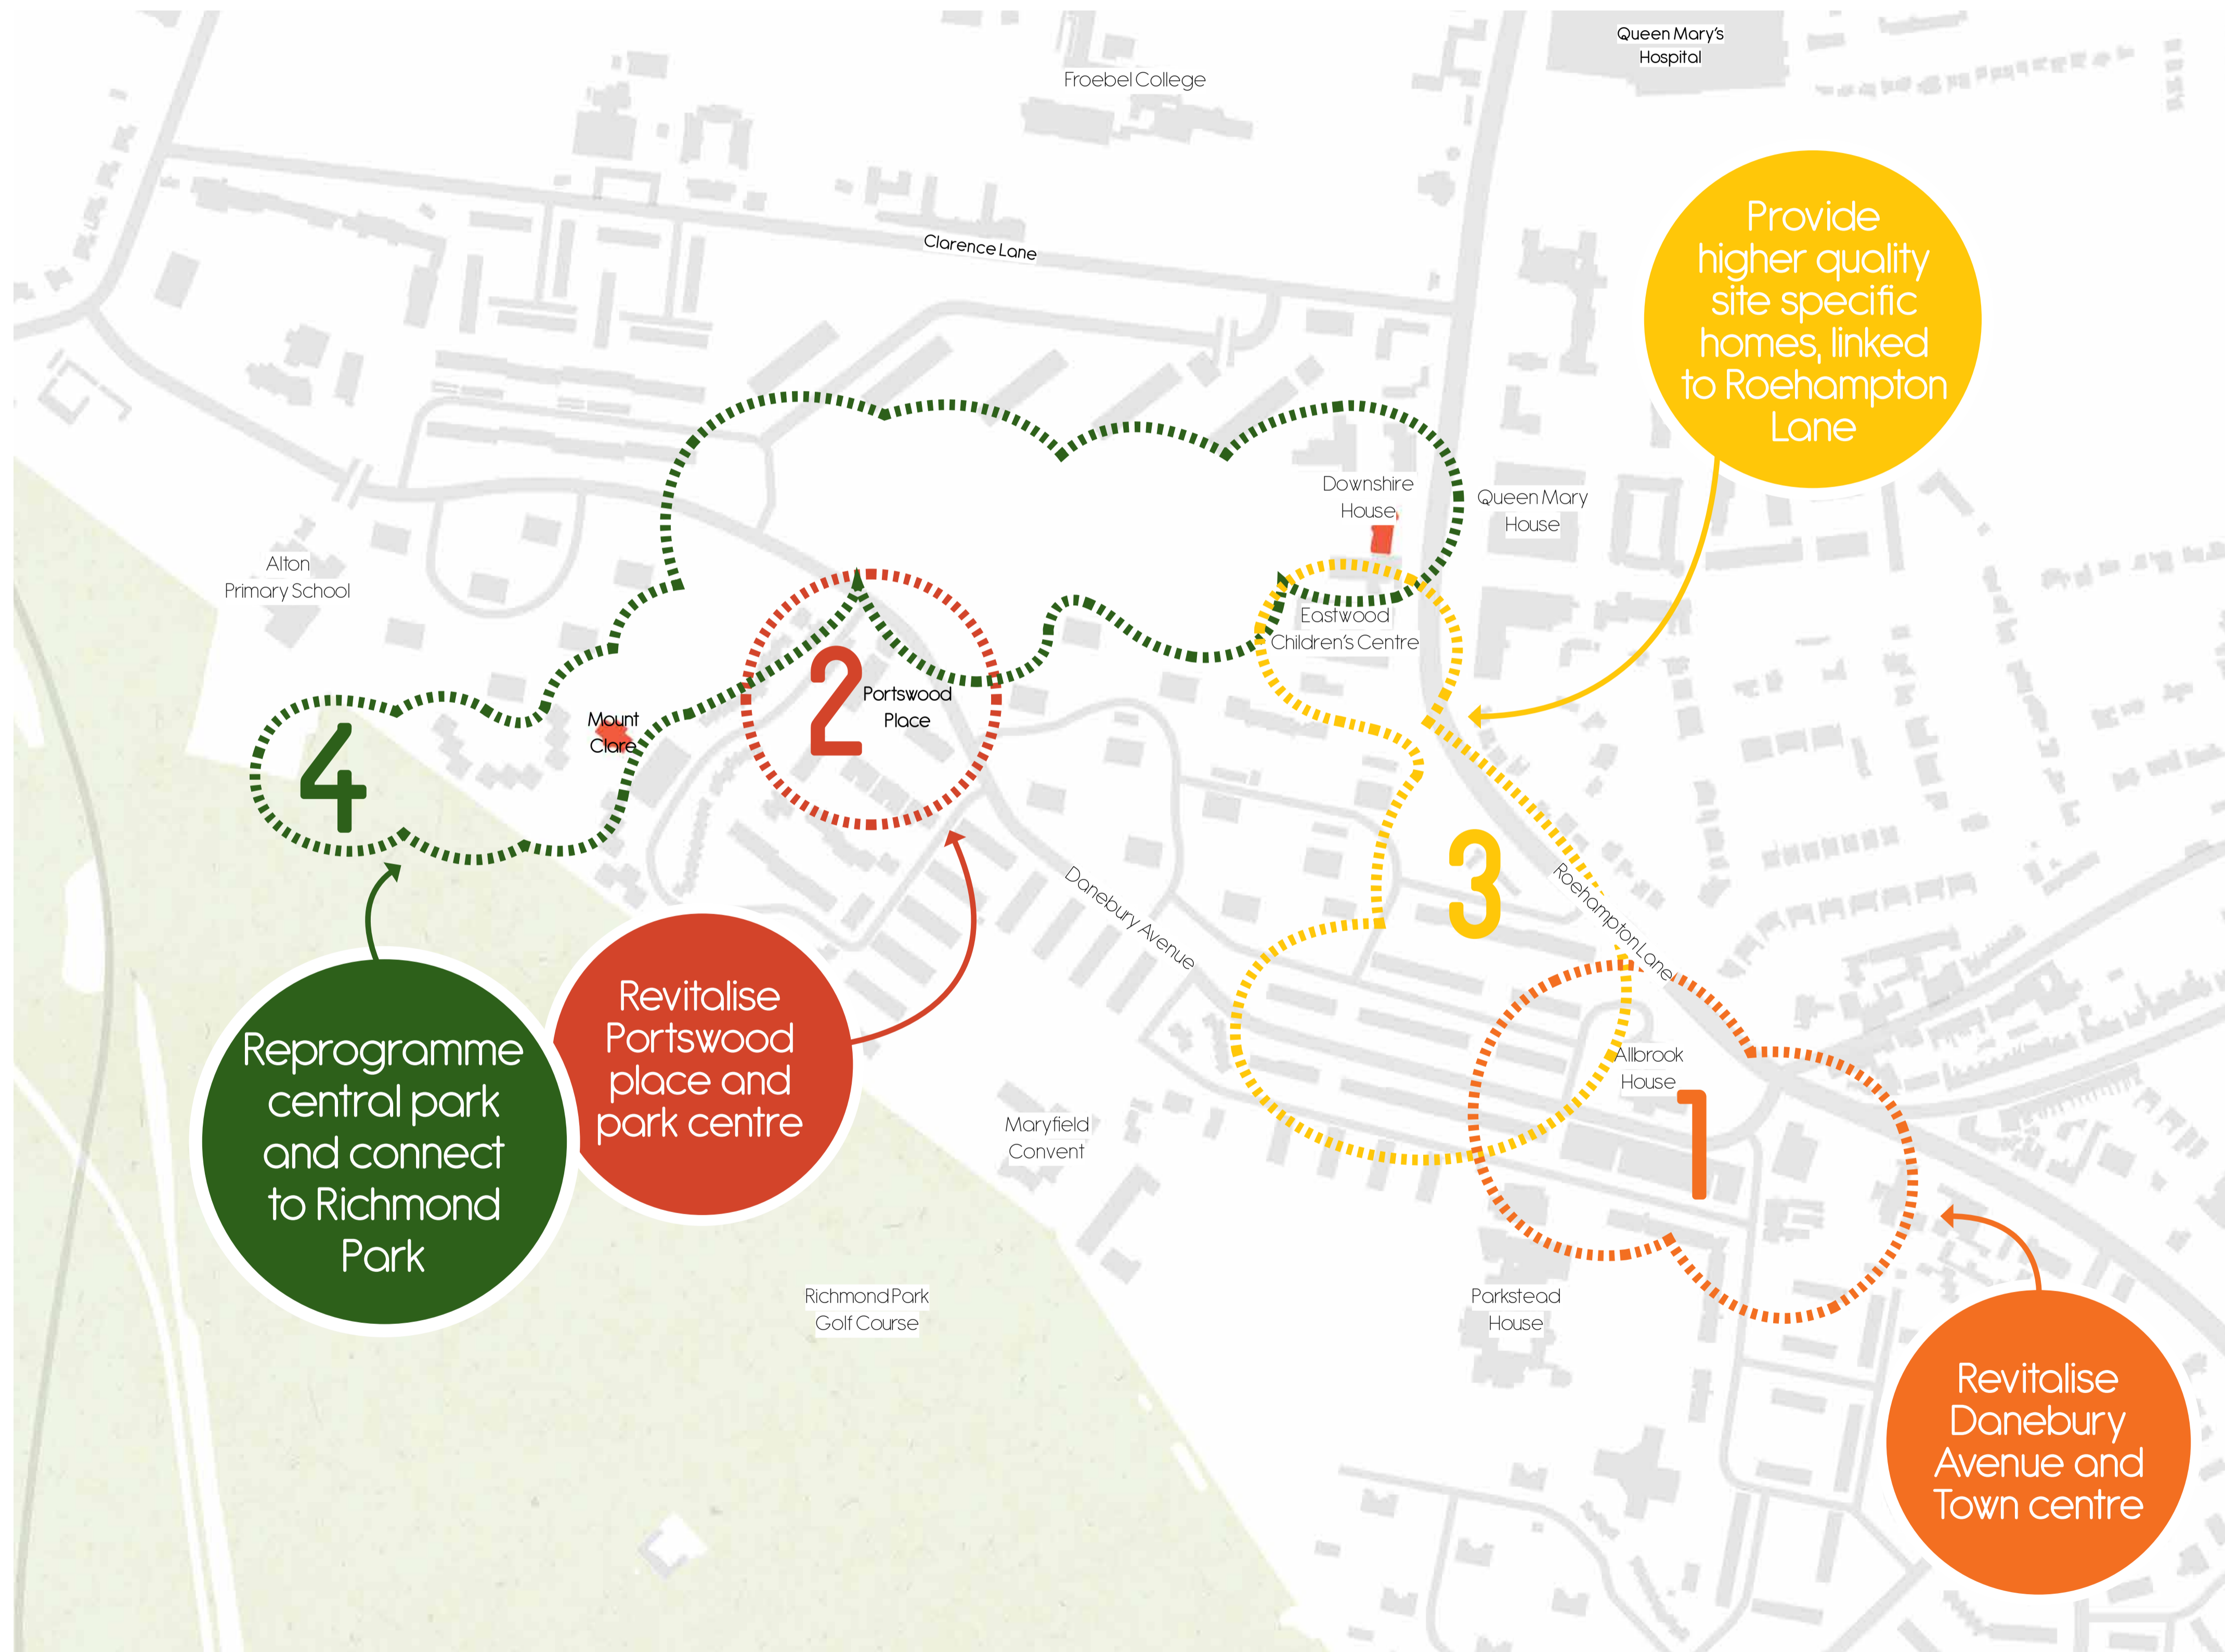 Queen Mary's
Hospital
Froebel College
Clarence Lane
Provide
higher quality
site specific
homes, linked
to Roehampton
Lane
Downshire
House
Queen Mary
House
Alton
Primary School
Eastwood
Children's Centre
2
Portswood
Place
Mount
Clare
4
3
Danebury Avenue
Roehampton Lane
Revitalise
Portswood
place and
park centre
Reprogramme
central park
and connect
to Richmond
Park
Allbrook
House
1
Maryfield
Convent
Richmond Park
Golf Course
Parkstead
House
Revitalise
Danebury
Avenue and
Town centre